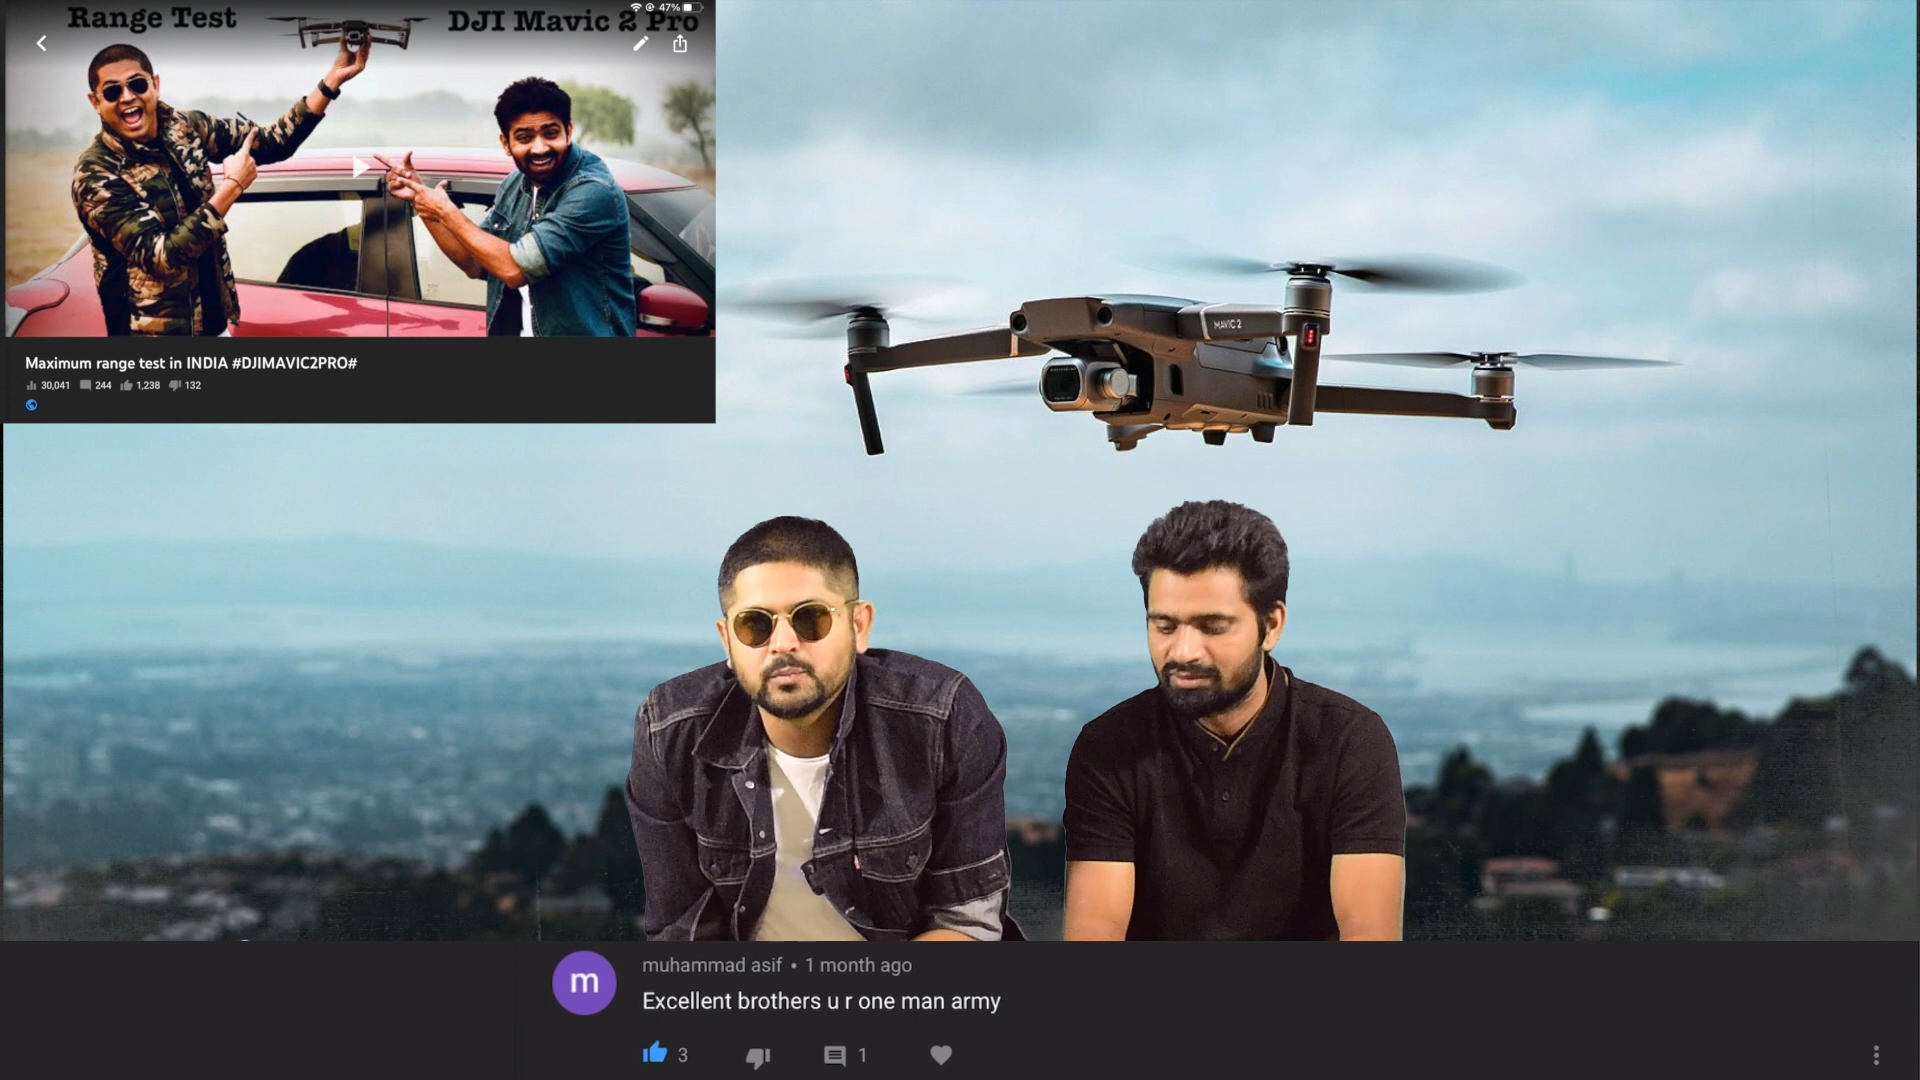 Range Test
DJI Mavic 2 Pro
47%
Maximum range test in INDIA #DJIMAVIC2PRO#
30,041 244 1,238 132
MAVIC 2
m
muhammad asif • 1 month ago
Excellent brothers u r one man army
3 1